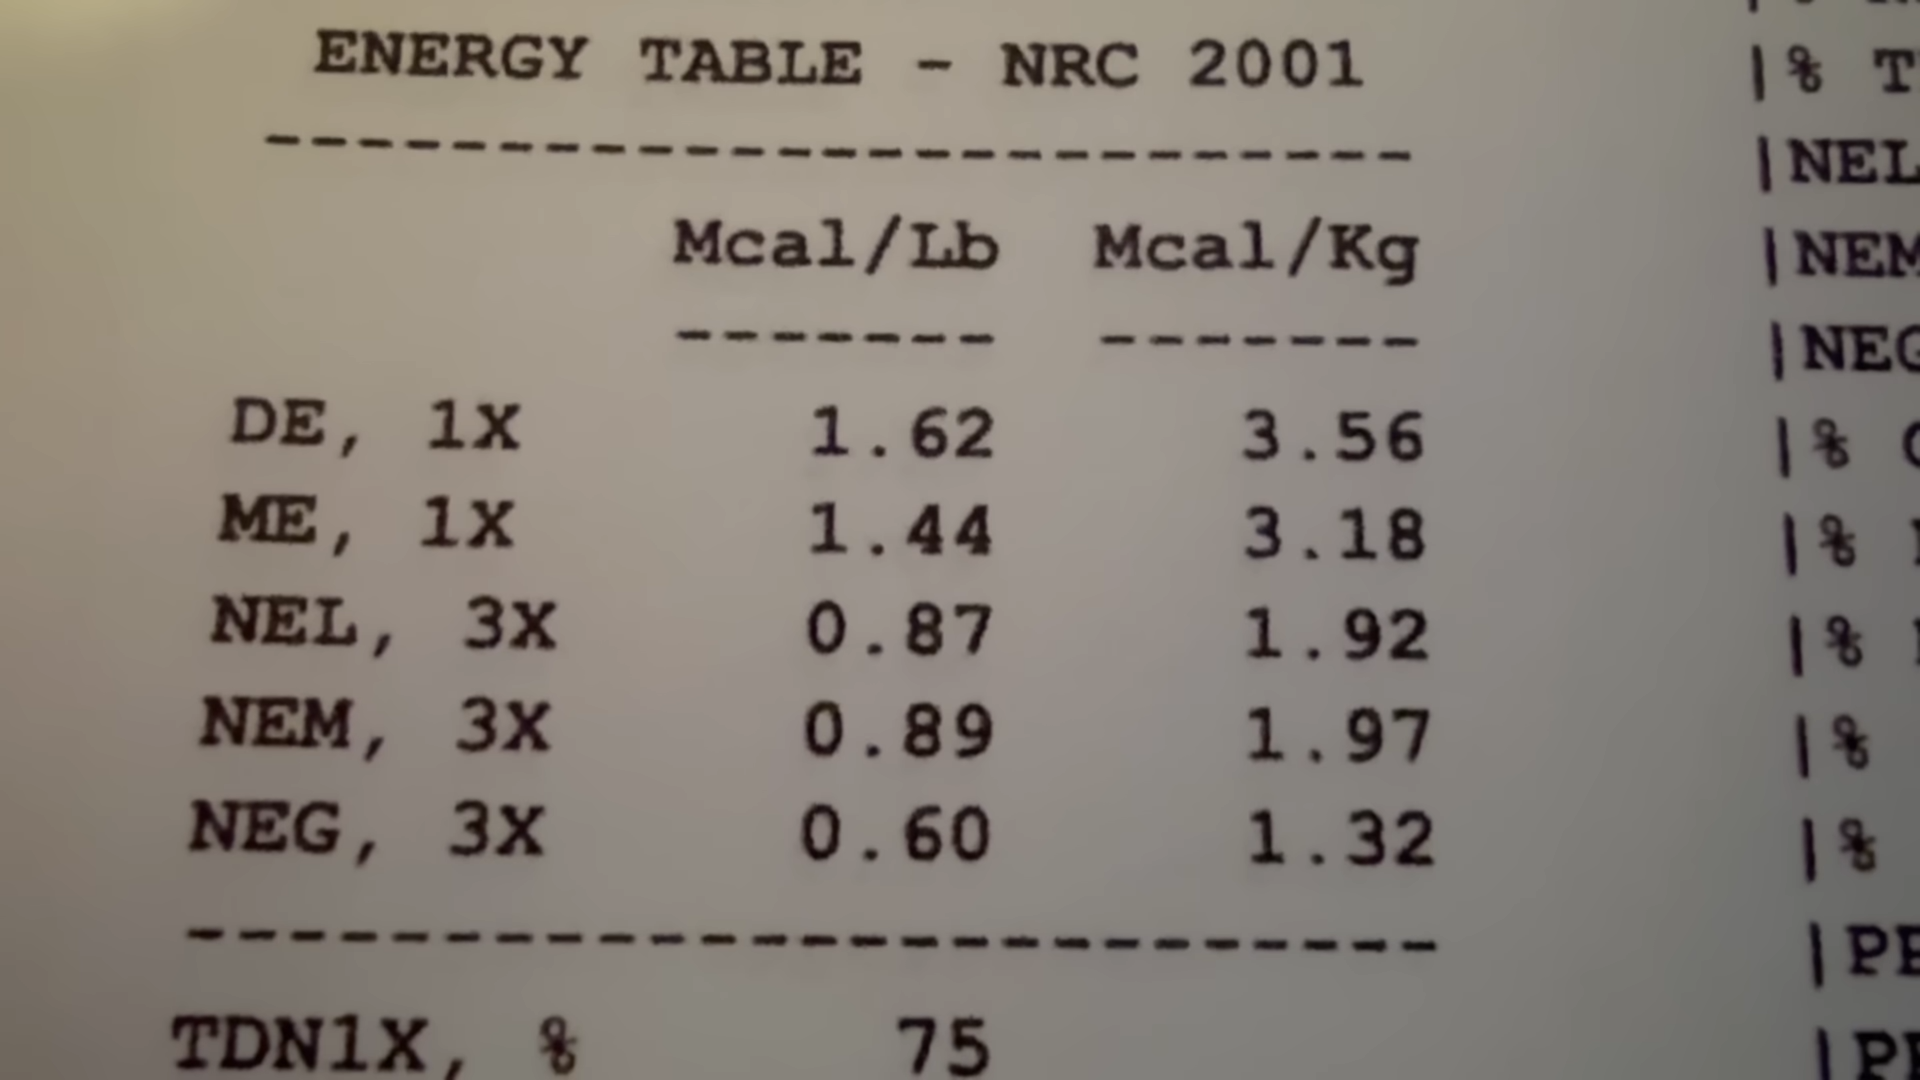 ENERGY TABLE - NRC 2001
-------------------------
Mcal/Lb Mcal/Kg
------- -------
DE, 1X 1.62 3.56
ME, 1X 1.44 3.18
NEL, 3X 0.87 1.92
NEM, 3X 0.89 1.97
NEG, 3X 0.60 1.32
-------------------------
TDN1X, % 75
|% T
|NEL
|NEM
|NEG
|%
|%
|%
|%
|%
|PE
|PE